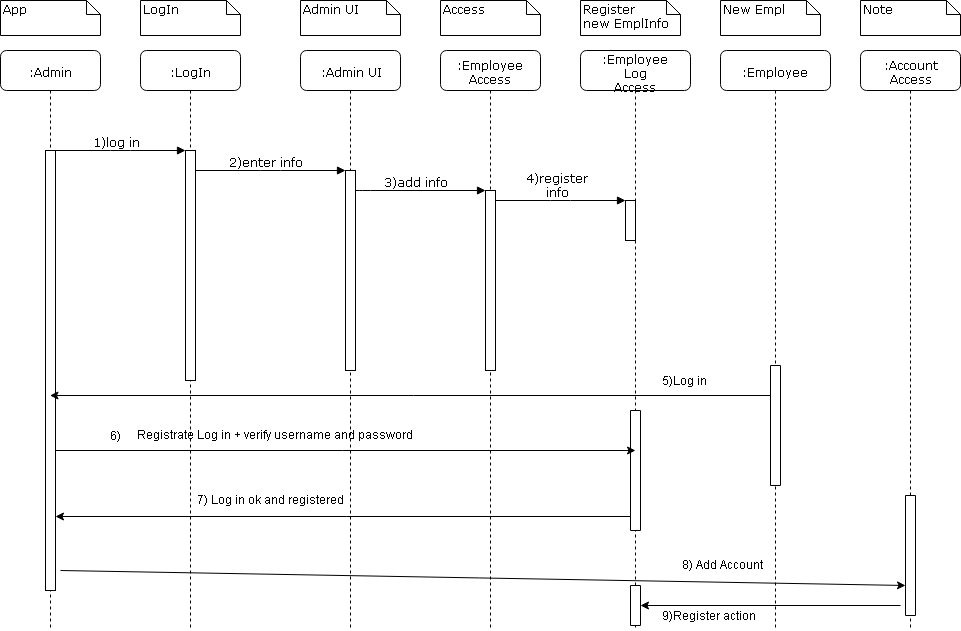 App
LogIn
Admin UI
Access
Register
new EmplInfo
New Empl
Note
:Admin
:LogIn
:Admin UI
:Employee
Access
:Employee
Log
Access
:Employee
:Account
Access
1)log in
2)enter info
3)add info
4)register
info
5)Log in
6) Registrate Log in + verify username and password
7) Log in ok and registered
8) Add Account
9)Register action